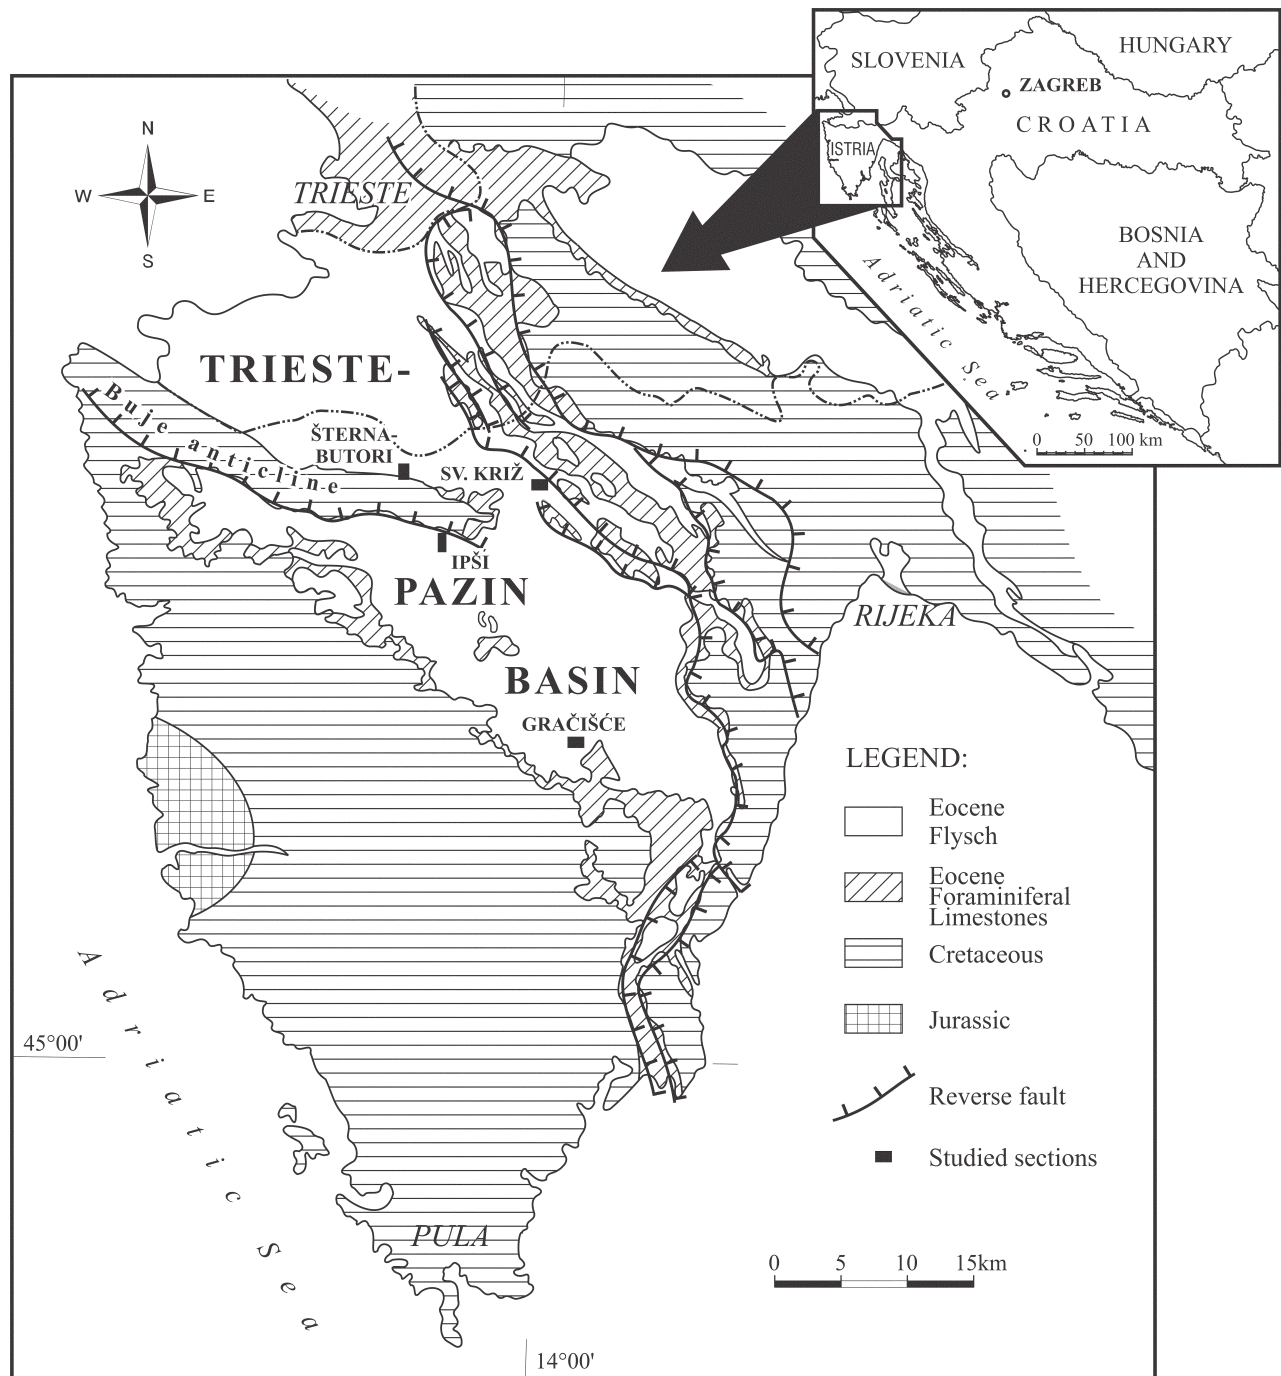 SLOVENIA
HUNGARY
ZAGREB
CROATIA
ISTRIA
BOSNIA
AND
HERCEGOVINA
Adriatic Sea
0 50 100 km
N
W E
S
TRIESTE
TRIESTE-
Buje anticline
ŠTERNA-
BUTORI
SV. KRIŽ
IPŠI
PAZIN
RIJEKA
BASIN
GRAČIŠĆE
LEGEND:
Eocene
Flysch
Eocene
Foraminiferal
Limestones
Cretaceous
Jurassic
Reverse fault
Studied sections
Adriatic Sea
45°00'
PULA
0 5 10 15km
14°00'